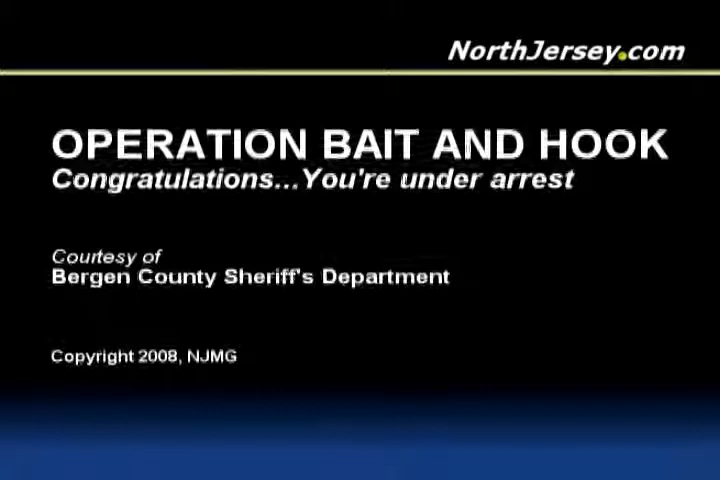 NorthJersey.com
OPERATION BAIT AND HOOK
Congratulations...You're under arrest
Courtesy of
Bergen County Sheriff's Department
Copyright 2008, NJMG